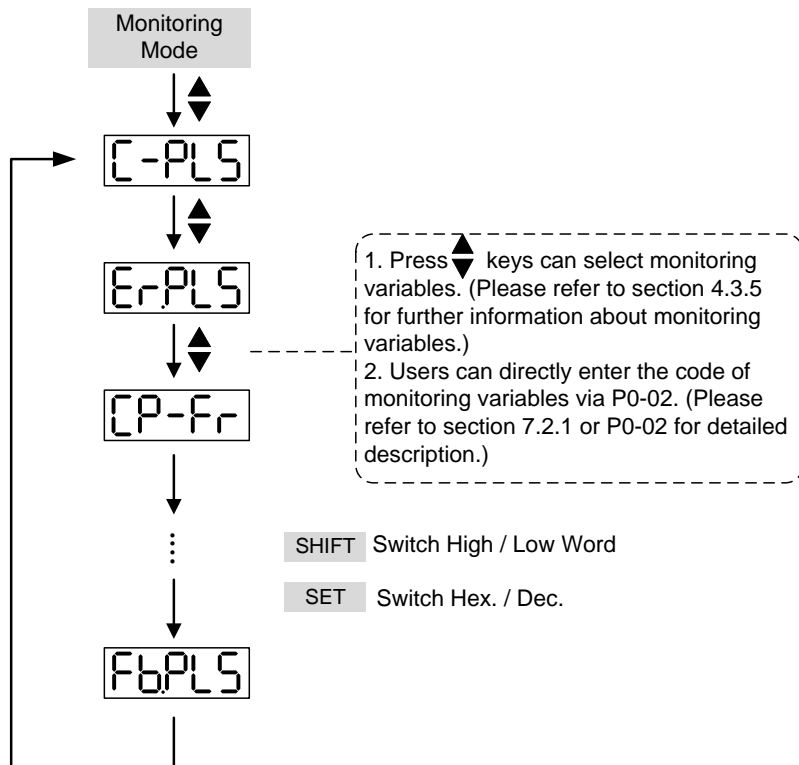 Monitoring
Mode
C-PLS
Er.PLS
1. Press ▲▼ keys can select monitoring
variables. (Please refer to section 4.3.5
for further information about monitoring
variables.)
2. Users can directly enter the code of
monitoring variables via P0-02. (Please
refer to section 7.2.1 or P0-02 for detailed
description.)
CP-Fr
SHIFT Switch High / Low Word
SET Switch Hex. / Dec.
Fb.PLS